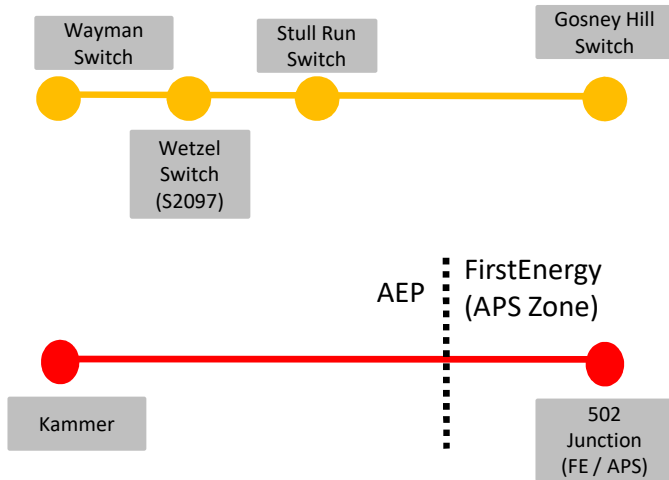 Wayman
Switch
Stull Run
Switch
Gosney Hill
Switch
Wetzel
Switch
(S2097)
AEP
FirstEnergy
(APS Zone)
Kammer
502
Junction
(FE / APS)